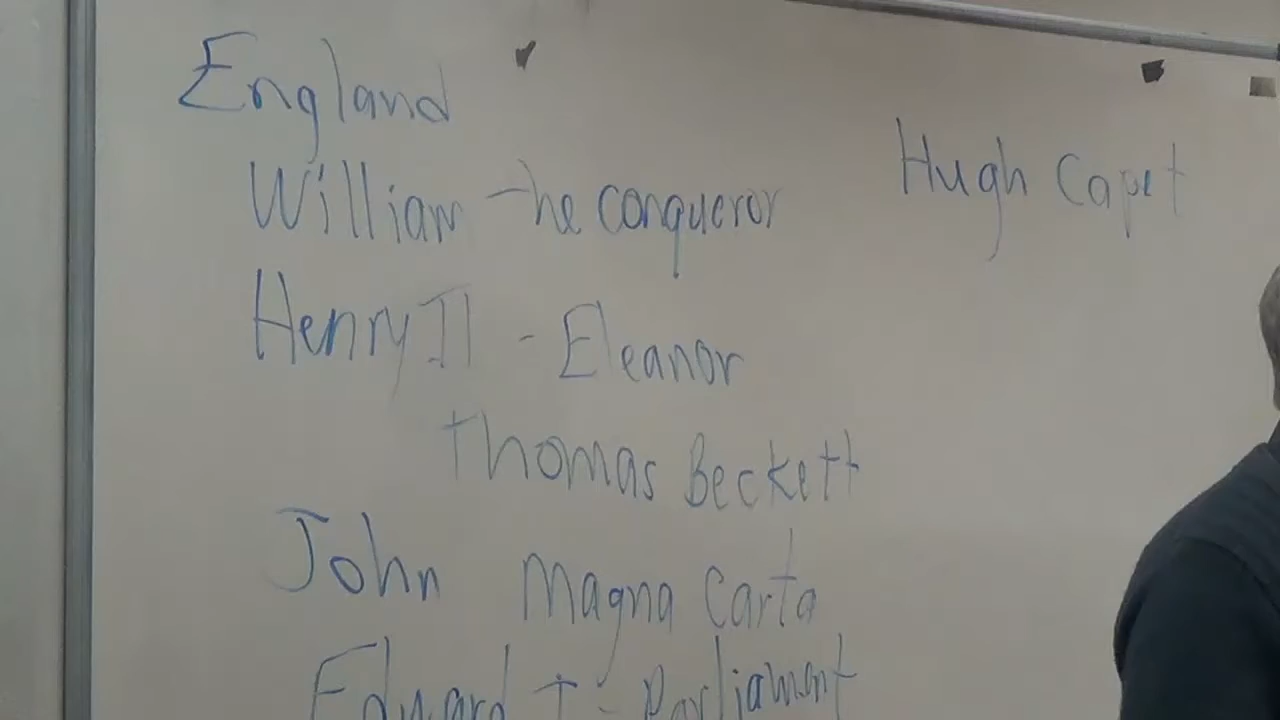 England
William the conqueror
Hugh Capet
Henry II - Eleanor
Thomas Beckett
John Magna Carta
Edward I - Parliament